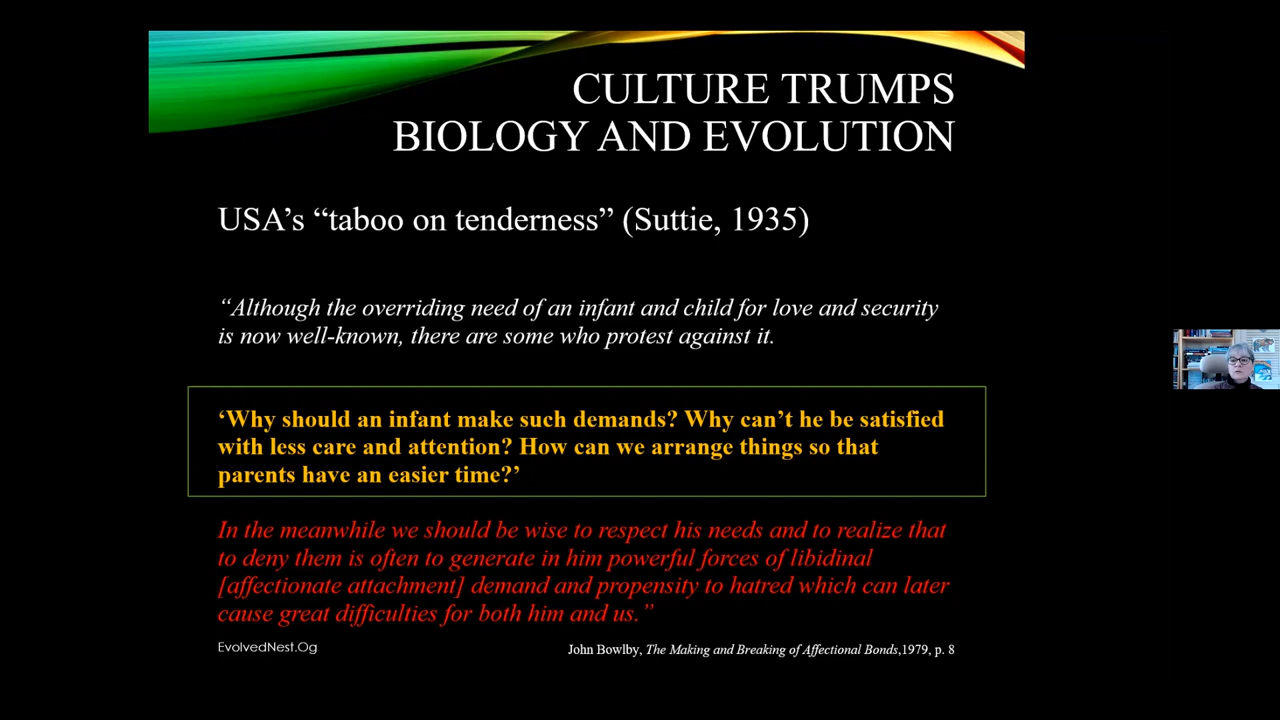 CULTURE TRUMPS
BIOLOGY AND EVOLUTION
USA’s “taboo on tenderness” (Suttie, 1935)
“Although the overriding need of an infant and child for love and security
is now well-known, there are some who protest against it.
‘Why should an infant make such demands? Why can’t he be satisfied
with less care and attention? How can we arrange things so that
parents have an easier time?’
In the meanwhile we should be wise to respect his needs and to realize that
to deny them is often to generate in him powerful forces of libidinal
[affectionate attachment] demand and propensity to hatred which can later
cause great difficulties for both him and us.”
EvolvedNest.Og
John Bowlby, The Making and Breaking of Affectional Bonds,1979, p. 8